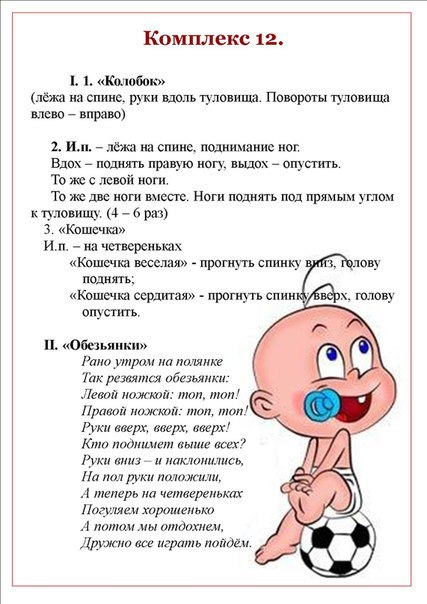 Комплекс 12.
I. 1. «Колобок»
(лёжа на спине, руки вдоль туловища. Повороты туловища
влево – вправо)
2. И.п. – лёжа на спине, поднимание ног.
Вдох – поднять правую ногу, выдох – опустить.
То же с левой ноги.
То же две ноги вместе. Ноги поднять под прямым углом
к туловищу. (4 – 6 раз)
3. «Кошечка»
И.п. – на четвереньках
«Кошечка веселая» - прогнуть спинку вниз, голову
поднять;
«Кошечка сердитая» - прогнуть спинку вверх, голову
опустить.
II. «Обезьянки»
Рано утром на полянке
Так резвятся обезьянки:
Левой ножкой: топ, топ!
Правой ножкой: топ, топ!
Руки вверх, вверх, вверх!
Кто поднимет выше всех?
Руки вниз – и наклонились,
На пол руки положили,
А теперь на четвереньках
Погуляем хорошенько
А потом мы отдохнем,
Дружно все играть пойдём.